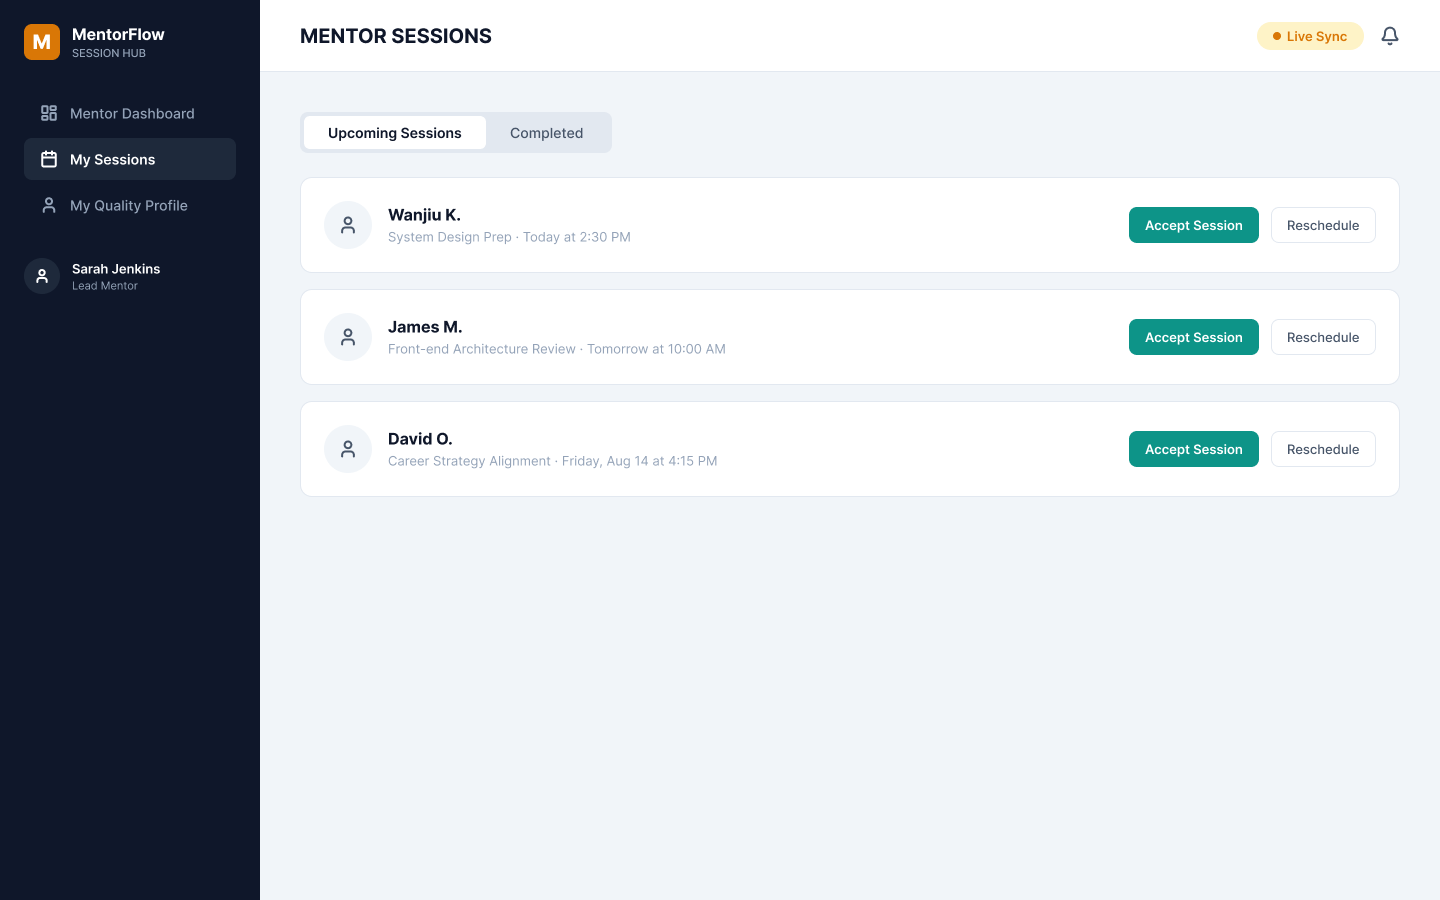 M
MentorFlow
SESSION HUB
Mentor Dashboard
My Sessions
My Quality Profile
Sarah Jenkins
Lead Mentor
MENTOR SESSIONS
Live Sync
Upcoming Sessions
Completed
Wanjiu K.
System Design Prep · Today at 2:30 PM
Accept Session
Reschedule
James M.
Front-end Architecture Review · Tomorrow at 10:00 AM
Accept Session
Reschedule
David O.
Career Strategy Alignment · Friday, Aug 14 at 4:15 PM
Accept Session
Reschedule